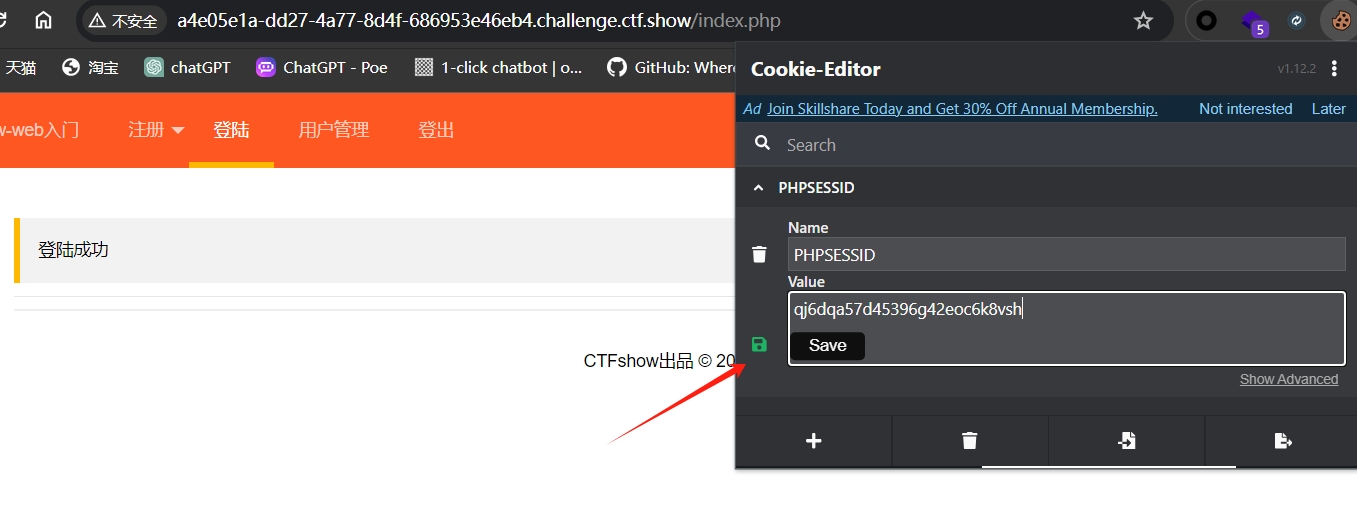 不安全 a4e05e1a-dd27-4a77-8d4f-686953e46eb4.challenge.ctf.show/index.php
5
天猫 淘宝 chatGPT ChatGPT - Poe 1-click chatbot | o... GitHub: Where
w-web入门 注册 登陆 用户管理 登出
登陆成功
CTFshow出品 © 20
Cookie-Editor v1.12.2
Ad Join Skillshare Today and Get 30% Off Annual Membership. Not interested Later
Search
PHPSESSID
Name
PHPSESSID
Value
qj6dqa57d45396g42eoc6k8vsh
Save
Show Advanced